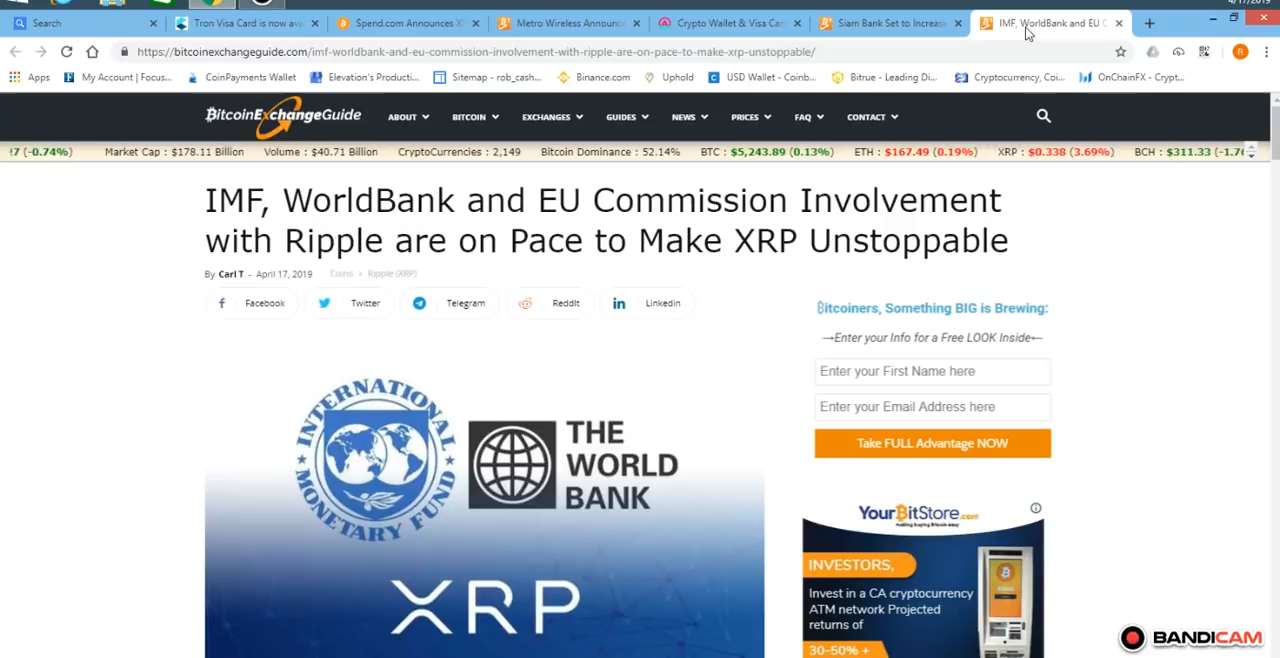 4/17/2019
Search
Tron Visa Card is now ava
Spend.com Announces X
Metro Wireless Announc
Crypto Wallet & Visa Car
Siam Bank Set to Increase
IMF, WorldBank and EU C
https://bitcoinexchangeguide.com/imf-worldbank-and-eu-commission-involvement-with-ripple-are-on-pace-to-make-xrp-unstoppable/
Apps
My Account | Focus...
CoinPayments Wallet
Elevation's Producti...
Sitemap - rob_cash...
Binance.com
Uphold
USD Wallet - Coinb...
Bitrue - Leading Di...
Cryptocurrency, Coi...
OnChainFX - Crypt...
BitcoinExchangeGuide
ABOUT
BITCOIN
EXCHANGES
GUIDES
NEWS
PRICES
FAQ
CONTACT
27 (-0.74%) Market Cap : $178.11 Billion Volume : $40.71 Billion CryptoCurrencies : 2,149 Bitcoin Dominance : 52.14% BTC : $5,243.89 (0.13%) ETH : $167.49 (0.19%) XRP : $0.338 (3.69%) BCH : $311.33 (-1.7
IMF, WorldBank and EU Commission Involvement
with Ripple are on Pace to Make XRP Unstoppable
By Carl T - April 17, 2019 Coins › Ripple (XRP)
Facebook
Twitter
Telegram
ReddIt
Linkedin
INTERNATIONAL MONETARY FUND
THE
WORLD
BANK
XRP
Bitcoiners, Something BIG is Brewing:
→Enter your Info for a Free LOOK Inside←
Enter your First Name here
Enter your Email Address here
Take FULL Advantage NOW
YourBitStore.com
making buying Bitcoin easy
INVESTORS,
Invest in a CA cryptocurrency
ATM network Projected
returns of
30-50% +
BANDICAM